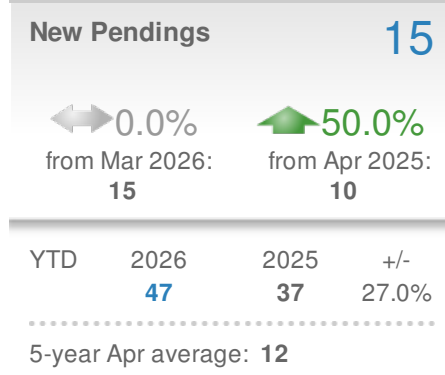 New Pendings 15
0.0% 50.0%
from Mar 2026: from Apr 2025:
15 10
YTD 2026 2025 +/-
47 37 27.0%
5-year Apr average: 12